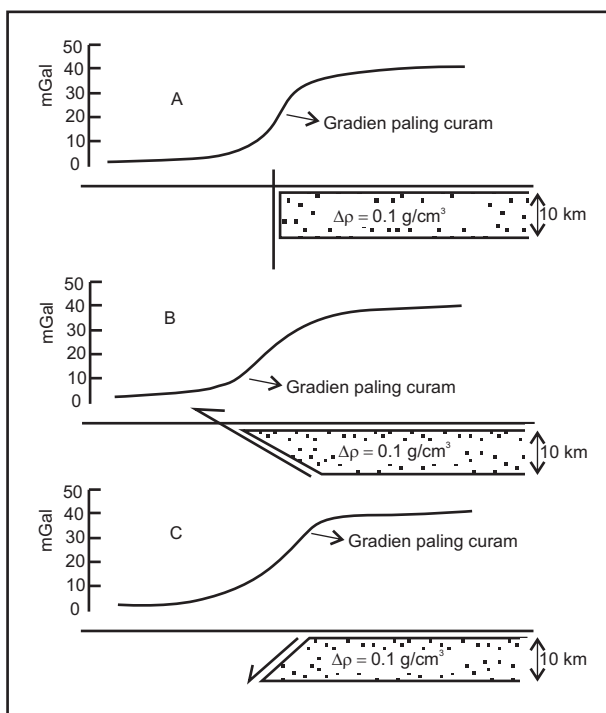 50
40
30
20
10
0
mGal
A
Gradien paling curam
Δρ = 0.1 g/cm³
10 km
50
40
30
20
10
0
mGal
B
Gradien paling curam
Δρ = 0.1 g/cm³
10 km
50
40
30
20
10
0
mGal
C
Gradien paling curam
Δρ = 0.1 g/cm³
10 km